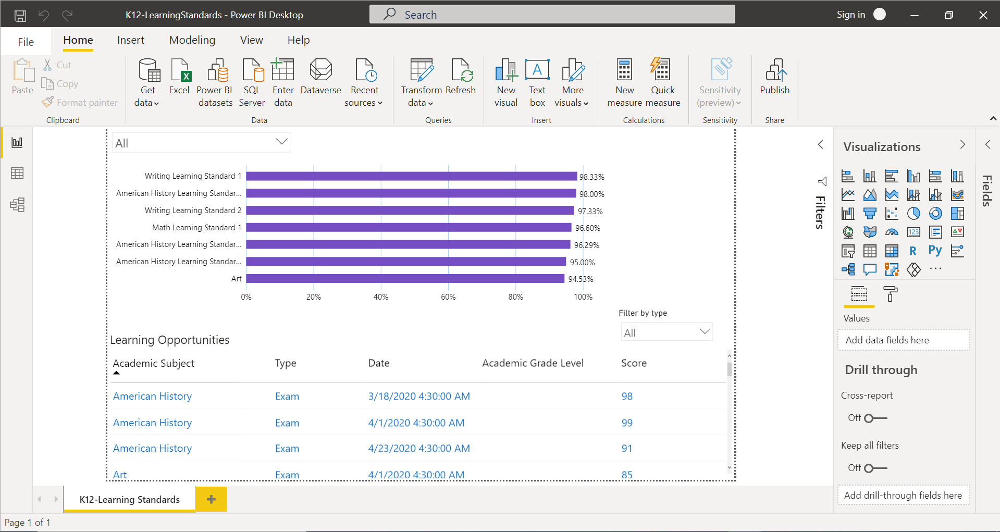 K12-LearningStandards - Power BI Desktop
Search
Sign in
File
Home
Insert
Modeling
View
Help
Paste
Cut
Copy
Format painter
Clipboard
Get data
Excel
Power BI datasets
SQL Server
Enter data
Dataverse
Recent sources
Data
Transform data
Refresh
Queries
New visual
A
Text box
More visuals
Insert
New measure
Quick measure
Calculations
Sensitivity (preview)
Sensitivity
Publish
Share
All
Writing Learning Standard 1 98.33%
American History Learning Standar... 98.00%
Writing Learning Standard 2 97.33%
Math Learning Standard 1 96.60%
American History Learning Standar... 96.29%
American History Learning Standar... 95.00%
Art 94.53%
0% 20% 40% 60% 80% 100%
Filter by type
All
Learning Opportunities
Academic Subject Type Date Academic Grade Level Score
American History Exam 3/18/2020 4:30:00 AM 98
American History Exam 4/1/2020 4:30:00 AM 99
American History Exam 4/23/2020 4:30:00 AM 91
Art Exam 4/1/2020 4:30:00 AM 85
Filters
Visualizations
123
R
Py
...
Values
Add data fields here
Drill through
Cross-report
Off
Keep all filters
Off
Add drill-through fields here
Fields
K12-Learning Standards
Page 1 of 1